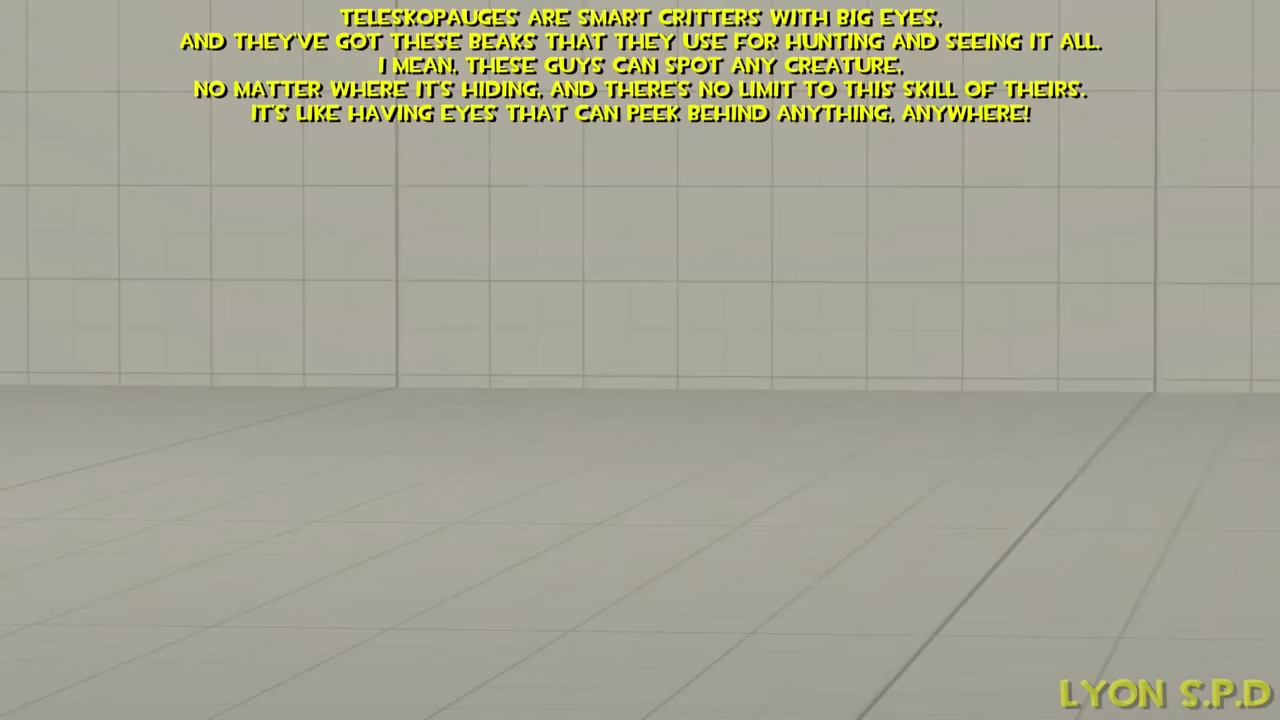 TELESKOPAUGES ARE SMART CRITTERS WITH BIG EYES,
AND THEY'VE GOT THESE BEAKS THAT THEY USE FOR HUNTING AND SEEING IT ALL.
I MEAN, THESE GUYS CAN SPOT ANY CREATURE,
NO MATTER WHERE IT'S HIDING, AND THERE'S NO LIMIT TO THIS SKILL OF THEIRS.
IT'S LIKE HAVING EYES THAT CAN PEEK BEHIND ANYTHING, ANYWHERE!
LYON S.P.D